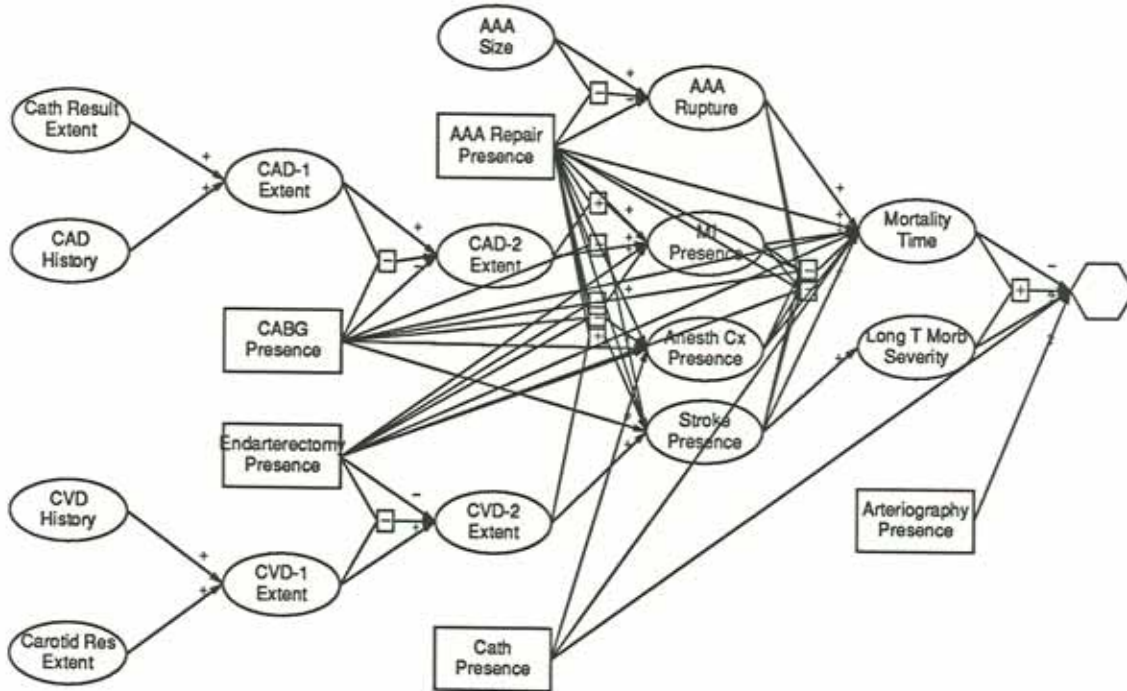 AAA
Size
AAA
Rupture
Cath Result
Extent
AAA Repair
Presence
CAD-1
Extent
CAD
History
CAD-2
Extent
MI
Presence
Mortality
Time
CABG
Presence
Anesth Cx
Presence
Long T Morb
Severity
Stroke
Presence
Endarterectomy
Presence
CVD
History
CVD-2
Extent
Arteriography
Presence
CVD-1
Extent
Carotid Res
Extent
Cath
Presence